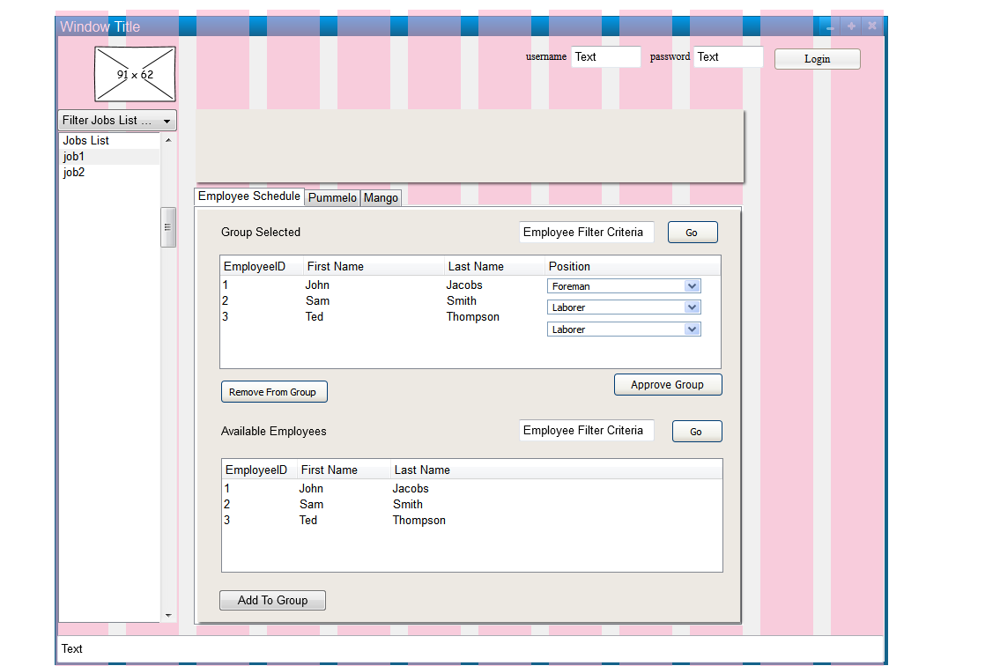 Window Title
91 x 62
username Text password Text Login
Filter Jobs List ...
Jobs List
job1
job2
Employee Schedule Pummelo Mango
Group Selected Employee Filter Criteria Go
EmployeeID First Name Last Name Position
1 John Jacobs Foreman
2 Sam Smith Laborer
3 Ted Thompson Laborer
Remove From Group Approve Group
Available Employees Employee Filter Criteria Go
EmployeeID First Name Last Name
1 John Jacobs
2 Sam Smith
3 Ted Thompson
Add To Group
Text